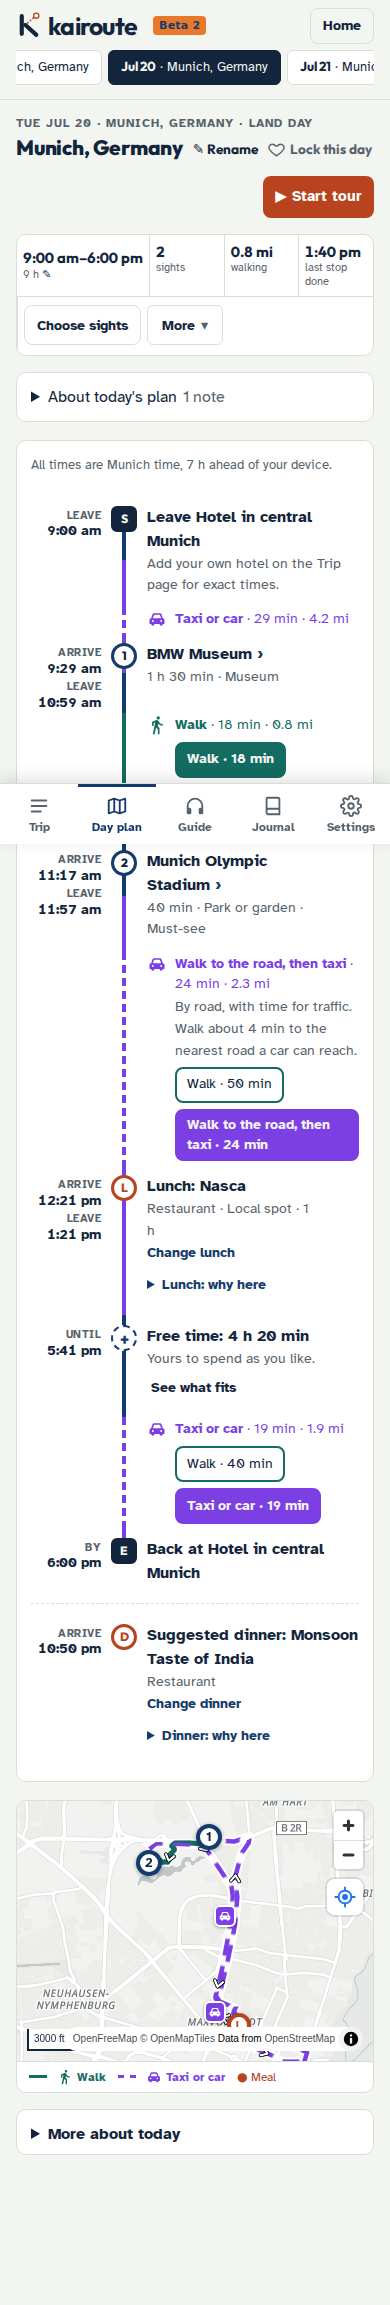 kairoute Beta 2 Home
ch, Germany Jul 20 · Munich, Germany Jul 21 · Munic
TUE JUL 20 · MUNICH, GERMANY · LAND DAY
Munich, Germany ✎ Rename Lock this day
▶ Start tour
9:00 am–6:00 pm 2 0.8 mi 1:40 pm
9 h ✎ sights walking last stop
done
Choose sights More ▼
▶ About today's plan 1 note
All times are Munich time, 7 h ahead of your device.
LEAVE
9:00 am
S
Leave Hotel in central
Munich
Add your own hotel on the Trip
page for exact times.
Taxi or car · 29 min · 4.2 mi
ARRIVE
9:29 am
LEAVE
10:59 am
1
BMW Museum ›
1 h 30 min · Museum
Walk · 18 min · 0.8 mi
Walk · 18 min
Trip Day plan Guide Journal Settings
ARRIVE
11:17 am
LEAVE
11:57 am
2
Munich Olympic
Stadium ›
40 min · Park or garden ·
Must-see
Walk to the road, then taxi ·
24 min · 2.3 mi
By road, with time for traffic.
Walk about 4 min to the
nearest road a car can reach.
Walk · 50 min
Walk to the road, then
taxi · 24 min
ARRIVE
12:21 pm
LEAVE
1:21 pm
L
Lunch: Nasca
Restaurant · Local spot · 1
h
Change lunch
▶ Lunch: why here
UNTIL
5:41 pm
+
Free time: 4 h 20 min
Yours to spend as you like.
See what fits
Taxi or car · 19 min · 1.9 mi
Walk · 40 min
Taxi or car · 19 min
BY
6:00 pm
E
Back at Hotel in central
Munich
ARRIVE
10:50 pm
D
Suggested dinner: Monsoon
Taste of India
Restaurant
Change dinner
▶ Dinner: why here
AM HART
B 2R
+
−
1
2
BI
NEUHAUSEN-
NYMPHENBURG
L
3000 ft OpenFreeMap © OpenMapTiles Data from OpenStreetMap
Walk Taxi or car Meal
▶ More about today